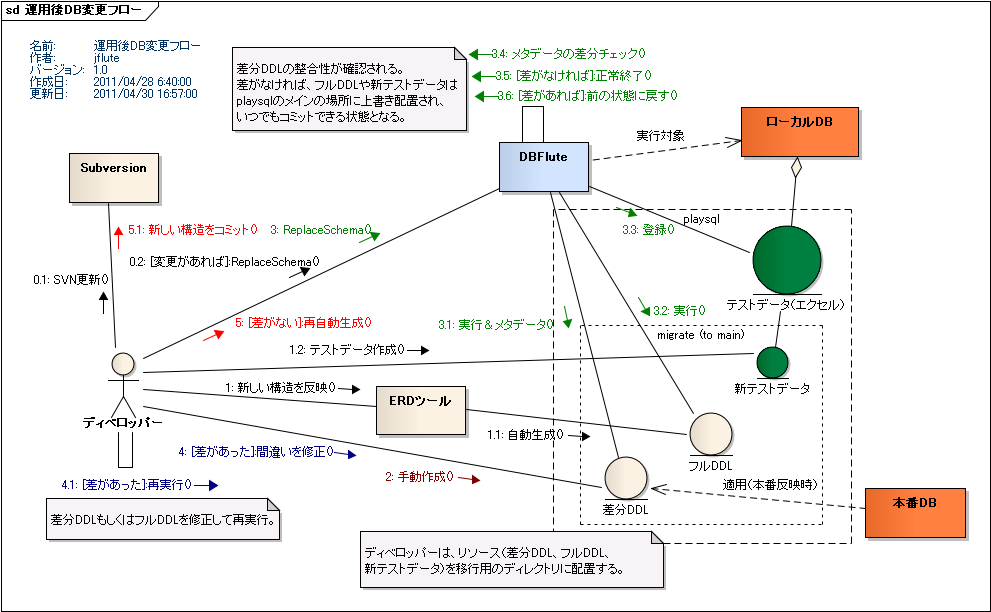 sd 運用後DB変更フロー
名前: 運用後DB変更フロー
作者: jflute
バージョン: 1.0
作成日: 2011/04/28 6:40:00
更新日: 2011/04/30 16:57:00
差分DDLの整合性が確認される。
差がなければ、フルDDLや新テストデータは
playsqlのメインの場所に上書き配置され、
いつでもコミットできる状態となる。
3.4: メタデータの差分チェック()
3.5: [差がなければ]:正常終了()
3.6: [差があれば]:前の状態に戻す()
ローカルDB
実行対象
DBFlute
Subversion
playsql
5.1: 新しい構造をコミット()
3: ReplaceSchema()
3.3: 登録()
0.2: [変更があれば]:ReplaceSchema()
0.1: SVN更新()
テストデータ(エクセル)
3.2: 実行()
5: [差がない]:再自動生成()
3.1: 実行&メタデータ()
migrate (to main)
1.2: テストデータ作成()
新テストデータ
1: 新しい構造を反映()
ERDツール
ディベロッパー
1.1: 自動生成()
4: [差があった]:間違いを修正()
フルDDL
2: 手動作成()
4.1: [差があった]:再実行()
適用(本番反映時)
差分DDL
本番DB
差分DDLもしくはフルDDLを修正して再実行。
ディベロッパーは、リソース(差分DDL、フルDDL、
新テストデータ)を移行用のディレクトリに配置する。